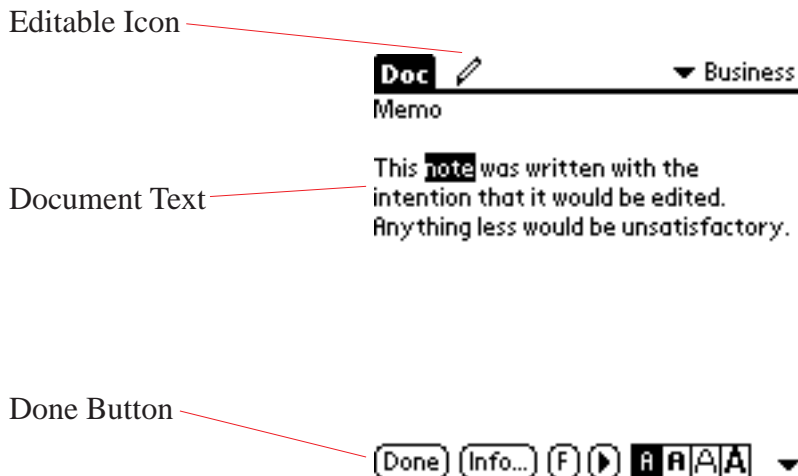 Editable Icon
Doc Business
Memo
This note was written with the
Document Text
intention that it would be edited.
Anything less would be unsatisfactory.
Done Button
Done Info... F A A A A